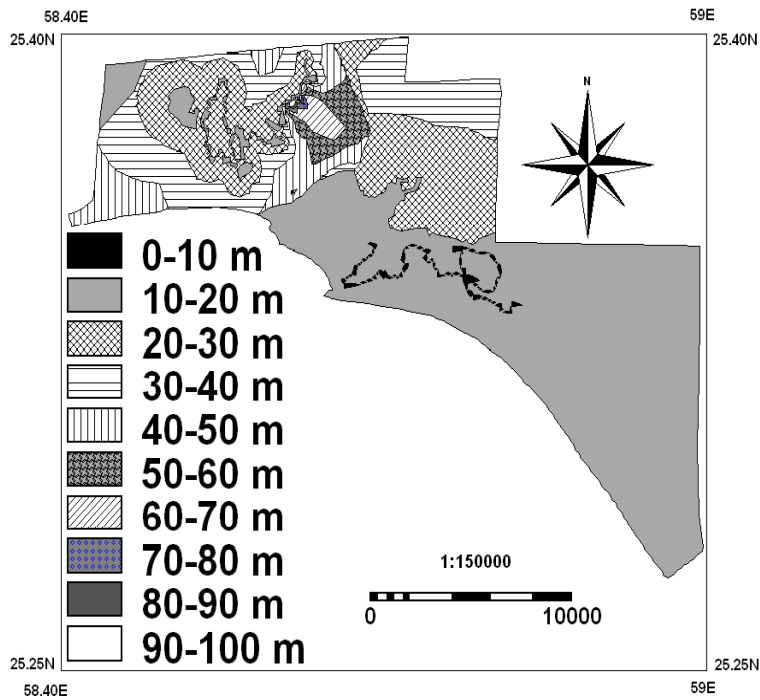 58.40E 59E
25.40N 25.40N
N
0-10 m
10-20 m
20-30 m
30-40 m
40-50 m
50-60 m
60-70 m
70-80 m
80-90 m
90-100 m
1:150000
0 10000
25.25N 25.25N
58.40E 59E